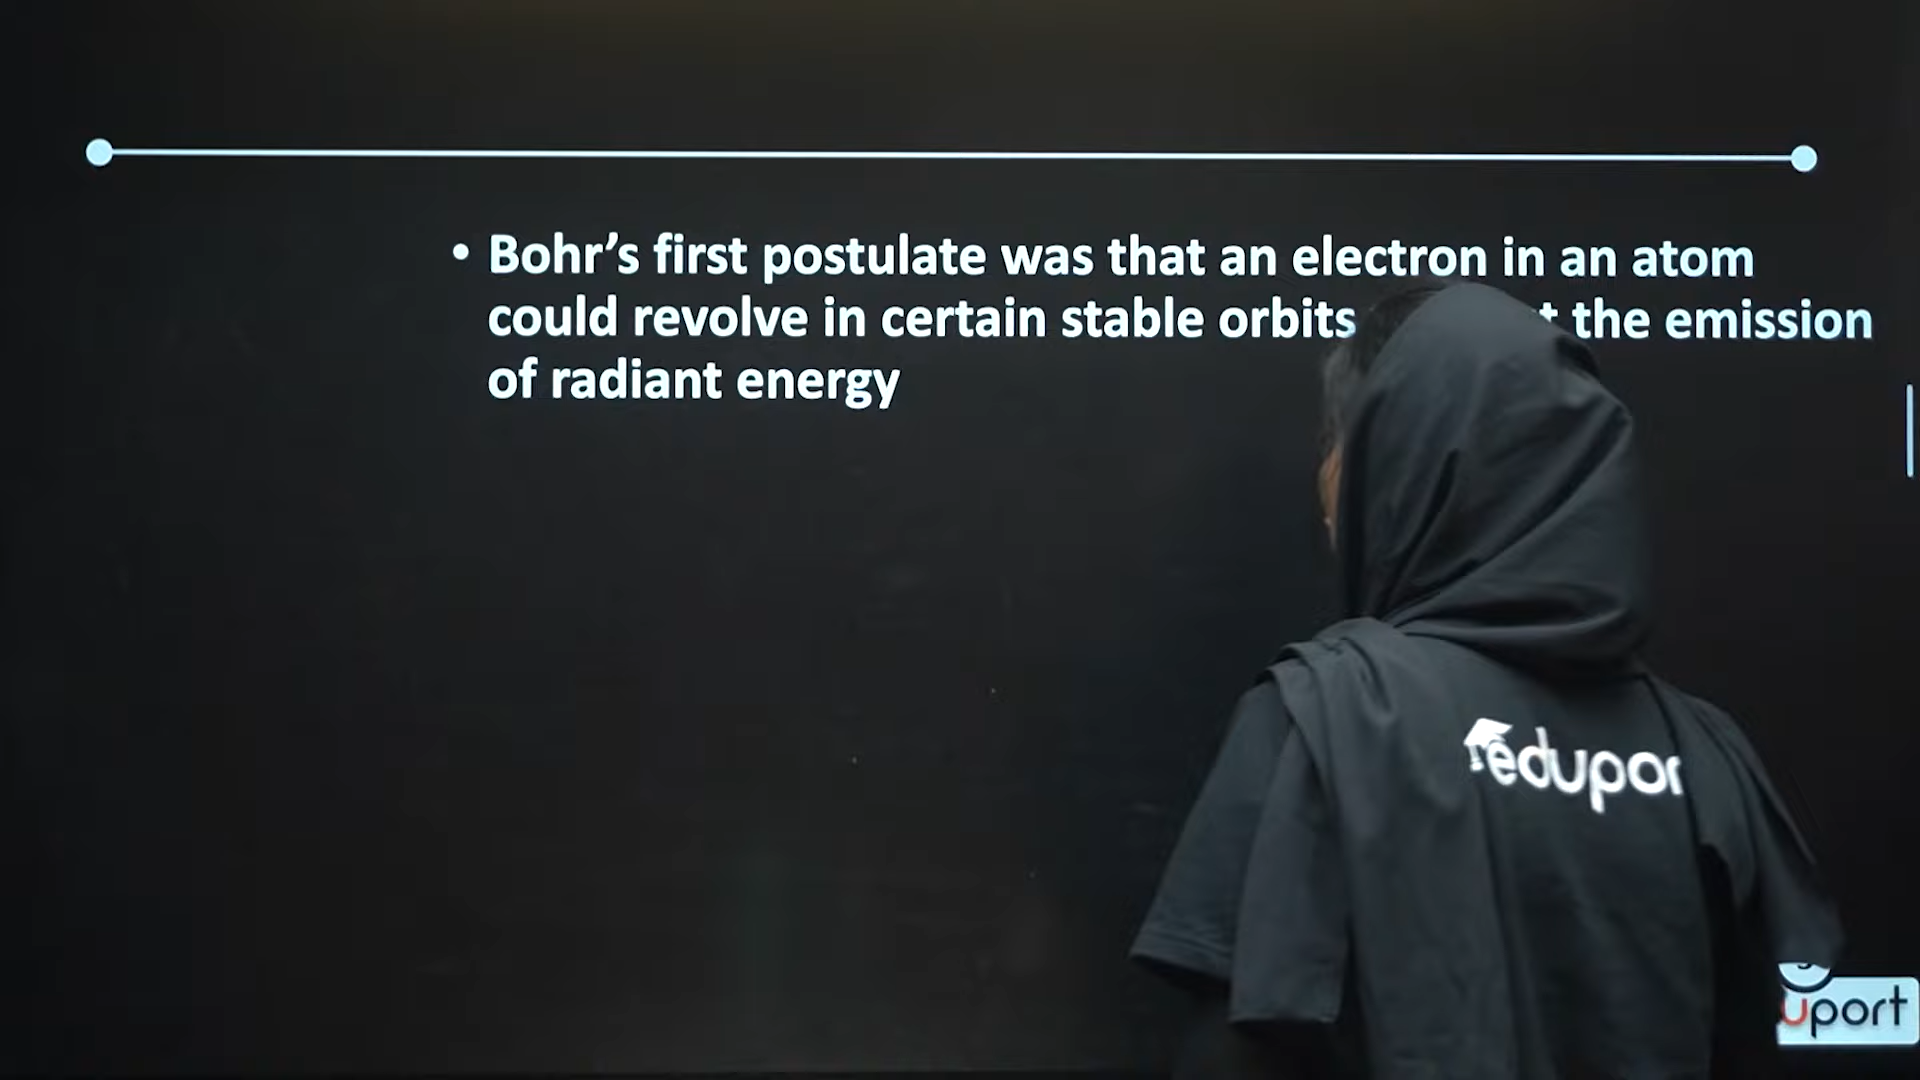 • Bohr’s first postulate was that an electron in an atom
could revolve in certain stable orbits the emission
of radiant energy
edupor
uport